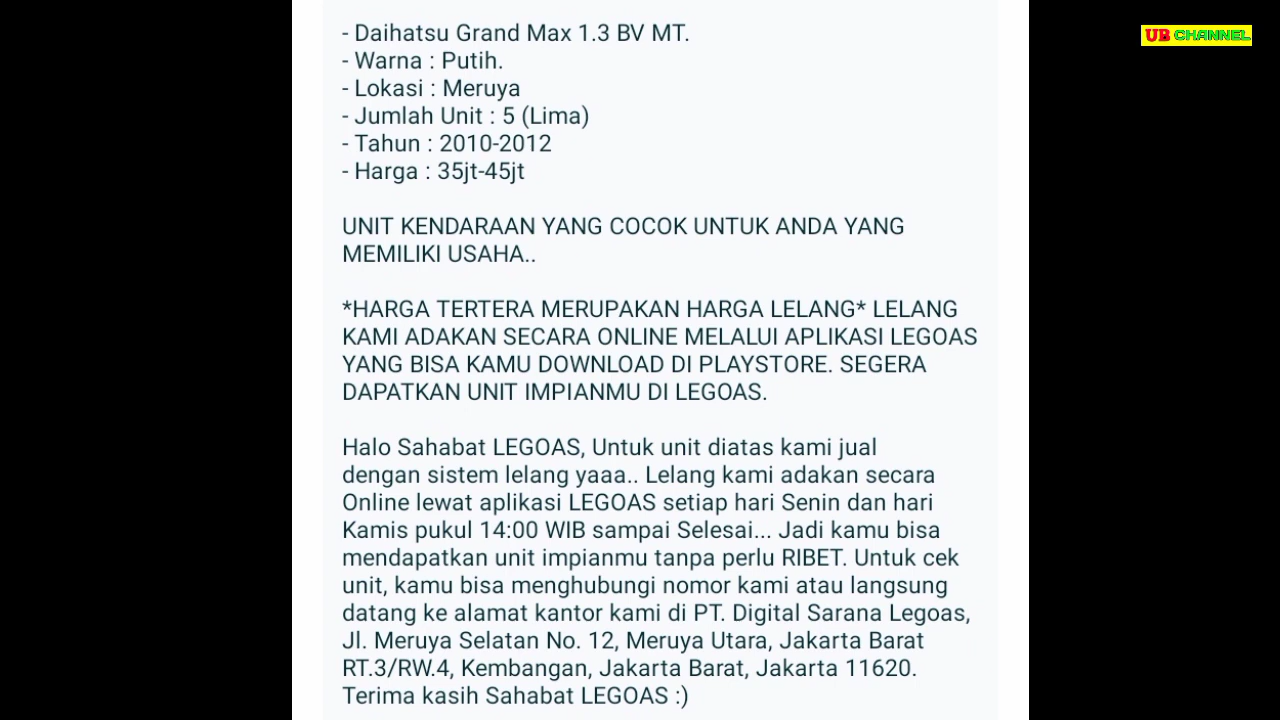 - Daihatsu Grand Max 1.3 BV MT.
- Warna : Putih.
- Lokasi : Meruya
- Jumlah Unit : 5 (Lima)
- Tahun : 2010-2012
- Harga : 35jt-45jt
UNIT KENDARAAN YANG COCOK UNTUK ANDA YANG
MEMILIKI USAHA..
*HARGA TERTERA MERUPAKAN HARGA LELANG* LELANG
KAMI ADAKAN SECARA ONLINE MELALUI APLIKASI LEGOAS
YANG BISA KAMU DOWNLOAD DI PLAYSTORE. SEGERA
DAPATKAN UNIT IMPIANMU DI LEGOAS.
Halo Sahabat LEGOAS, Untuk unit diatas kami jual
dengan sistem lelang yaaa.. Lelang kami adakan secara
Online lewat aplikasi LEGOAS setiap hari Senin dan hari
Kamis pukul 14:00 WIB sampai Selesai... Jadi kamu bisa
mendapatkan unit impianmu tanpa perlu RIBET. Untuk cek
unit, kamu bisa menghubungi nomor kami atau langsung
datang ke alamat kantor kami di PT. Digital Sarana Legoas,
Jl. Meruya Selatan No. 12, Meruya Utara, Jakarta Barat
RT.3/RW.4, Kembangan, Jakarta Barat, Jakarta 11620.
Terima kasih Sahabat LEGOAS :)
UB CHANNEL